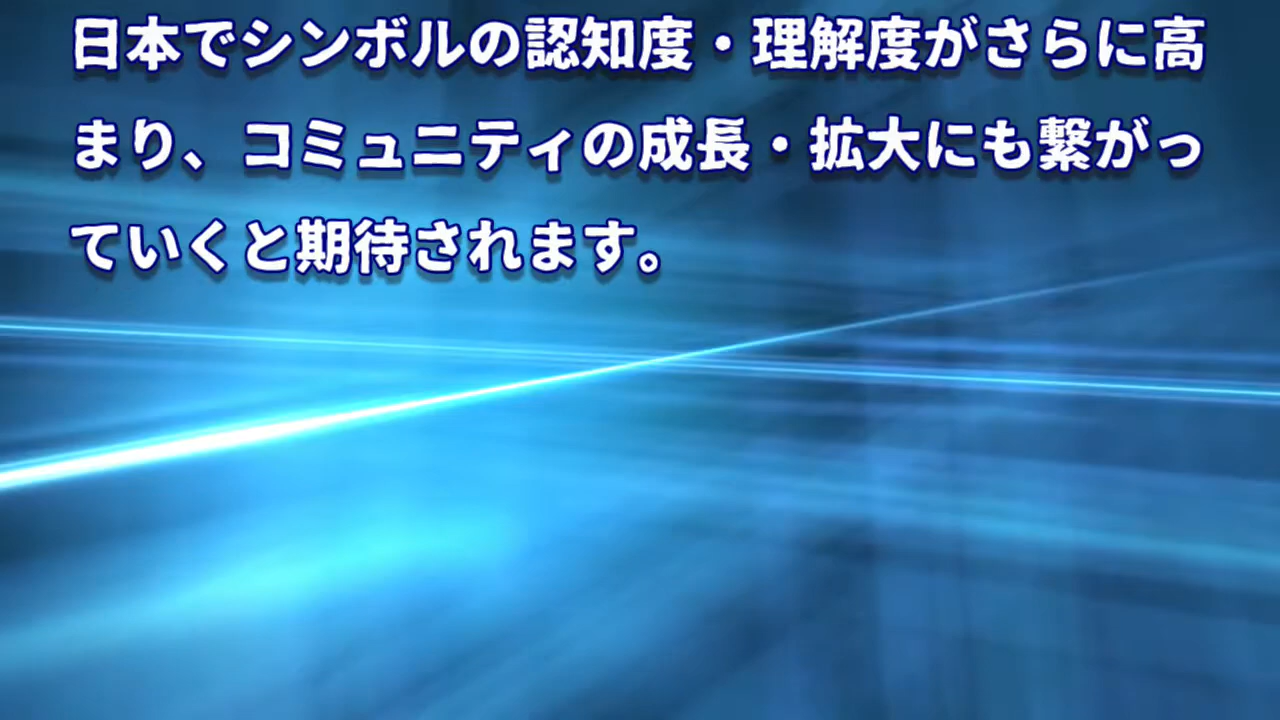 日本でシンボルの認知度・理解度がさらに高
まり、コミュニティの成長・拡大にも繋がっ
ていくと期待されます。